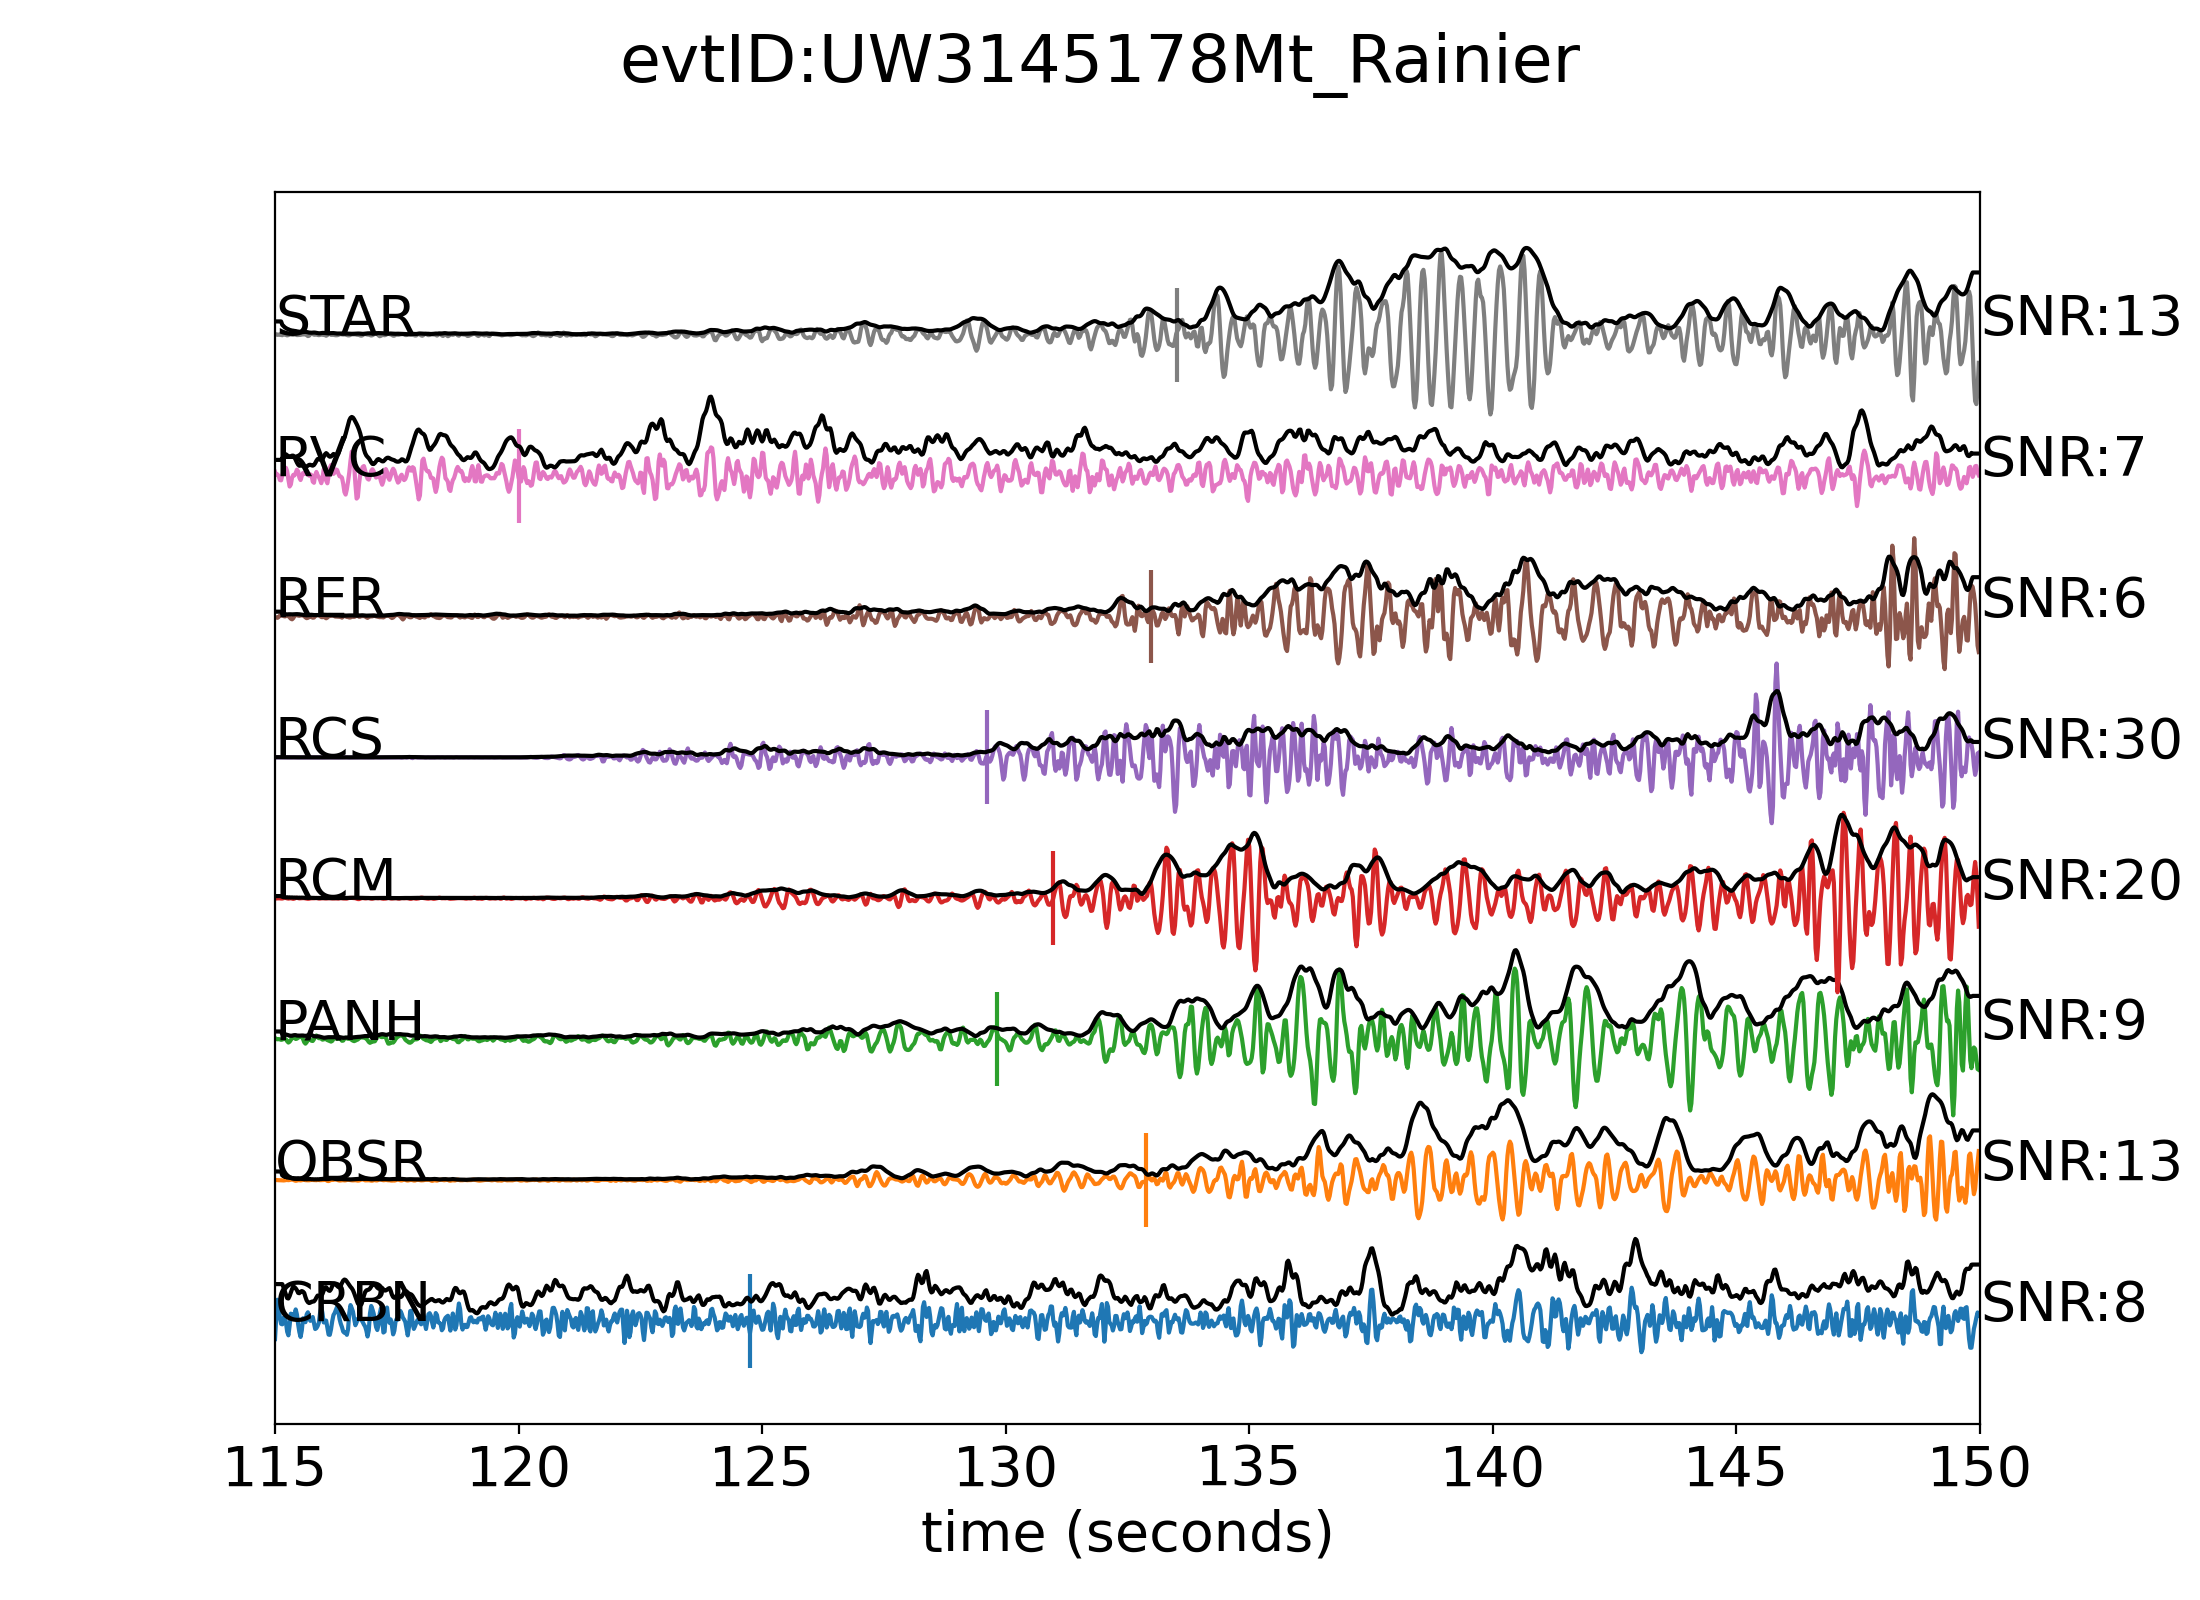 evtID:UW3145178Mt_Rainier
STAR SNR:13
RVC SNR:7
RER SNR:6
RCS SNR:30
RCM SNR:20
PANH SNR:9
OBSR SNR:13
CRBN SNR:8
115 120 125 130 135 140 145 150
time (seconds)